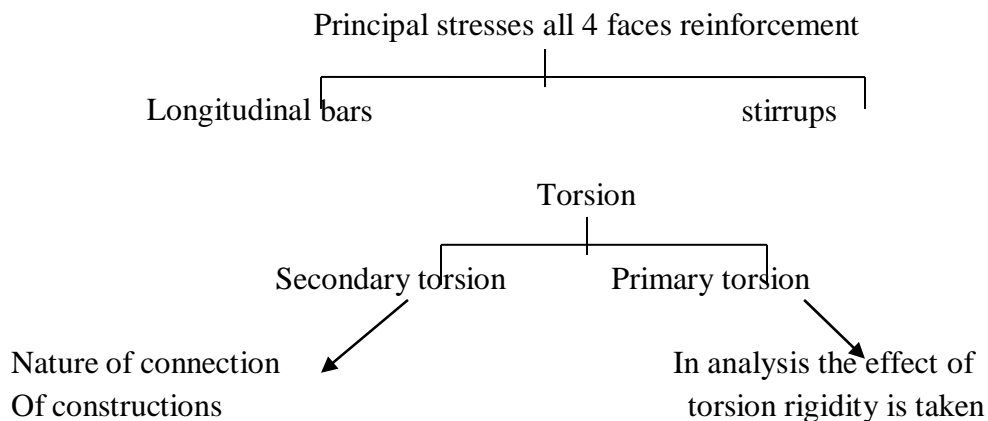 Principal stresses all 4 faces reinforcement
Longitudinal bars stirrups
Torsion
Secondary torsion Primary torsion
Nature of connection In analysis the effect of
Of constructions torsion rigidity is taken